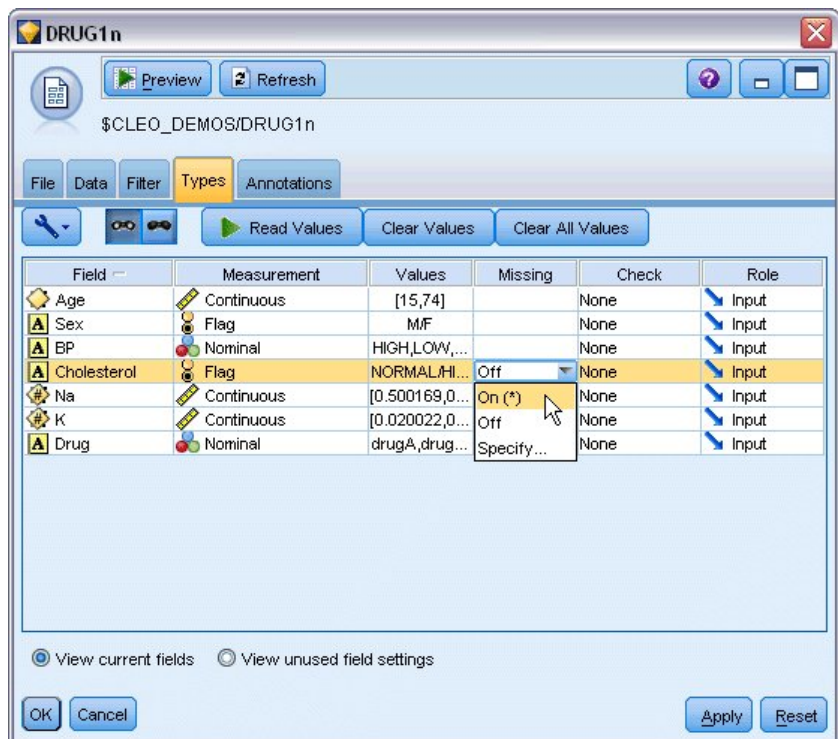 DRUG1n
Preview Refresh
$CLEO_DEMOS/DRUG1n
File Data Filter Types Annotations
Read Values Clear Values Clear All Values
Field Measurement Values Missing Check Role
Age Continuous [15,74] None Input
A Sex Flag M/F None Input
A BP Nominal HIGH,LOW,... None Input
A Cholesterol Flag NORMAL/HI... Off None Input
# Na Continuous [0.500169,0... On (*) None Input
# K Continuous [0.020022,0... Off None Input
A Drug Nominal drugA,drug... Specify... None Input
View current fields View unused field settings
OK Cancel Apply Reset